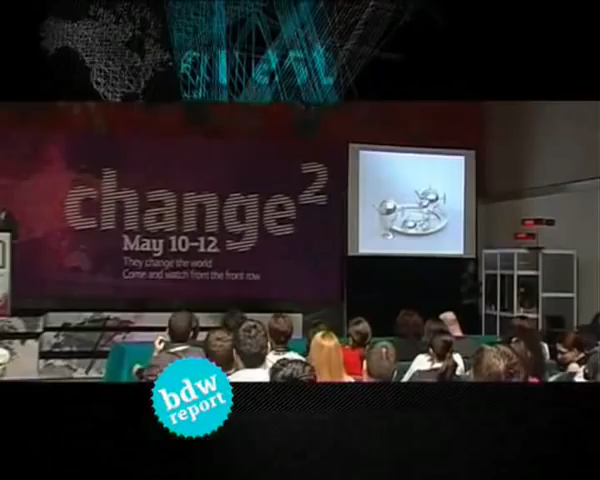 change²
May 10-12
They change the world
Come and watch from the front row
bdw
report